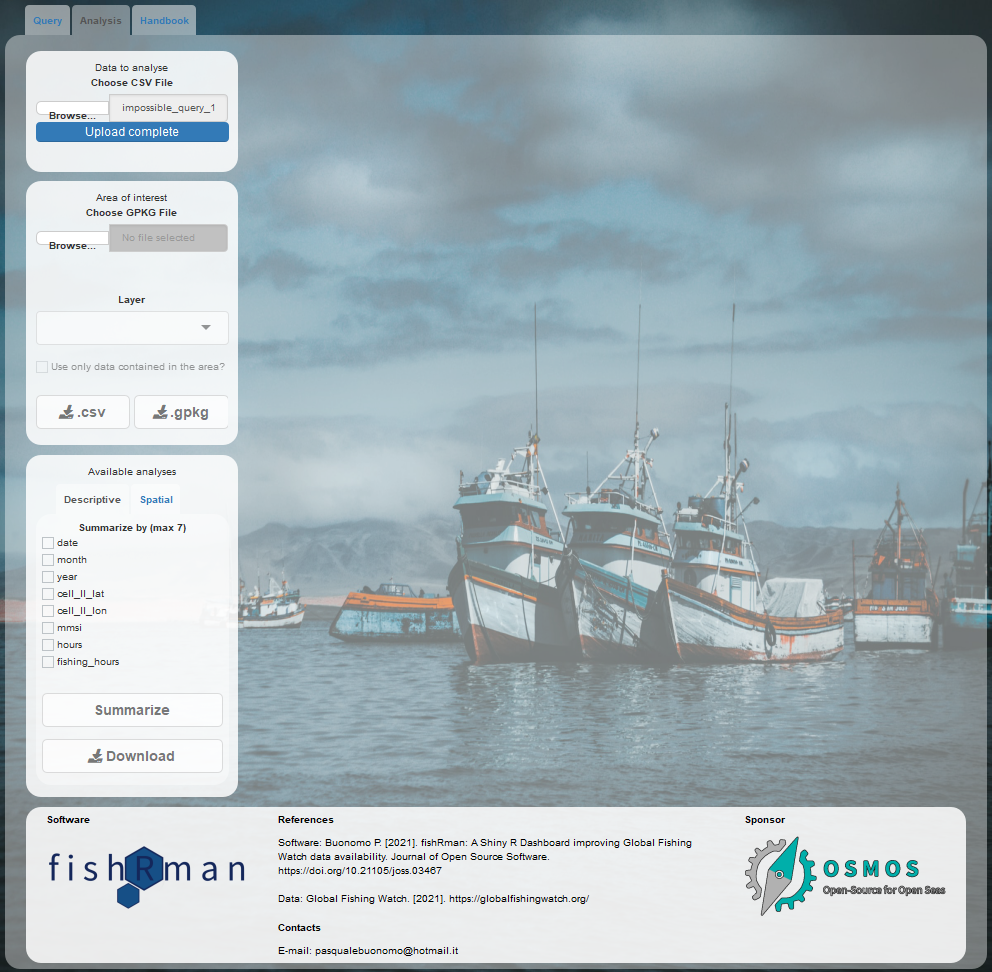 Query
Analysis
Handbook
Data to analyse
Choose CSV File
Browse...
impossible_query_1
Upload complete
Area of interest
Choose GPKG File
Browse...
No file selected
Layer
Use only data contained in the area?
.csv
.gpkg
Available analyses
Descriptive
Spatial
Summarize by (max 7)
date
month
year
cell_ll_lat
cell_ll_lon
mmsi
hours
fishing_hours
Summarize
Download
Software
fishRman
References
Software: Buonomo P. [2021]. fishRman: A Shiny R Dashboard improving Global Fishing
Watch data availability. Journal of Open Source Software.
https://doi.org/10.21105/joss.03467
Data: Global Fishing Watch. [2021]. https://globalfishingwatch.org/
Contacts
E-mail: pasqualebuonomo@hotmail.it
Sponsor
OSMOS
Open-Source for Open Seas